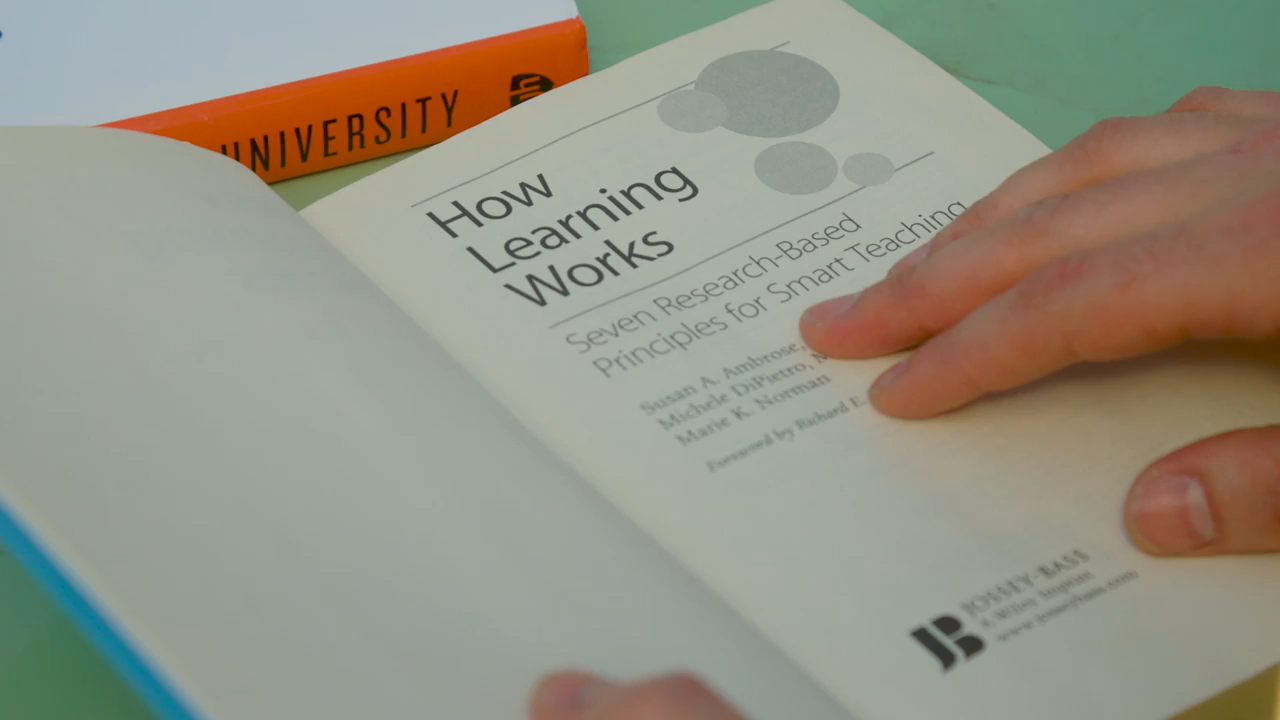 UNIVERSITY
How
Learning
Works
Seven Research-Based
Principles for Smart Teaching
Susan A. Ambrose,
Michele DiPietro,
Marie K. Norman
Foreword by Richard E.
JB
JOSSEY-BASS
A Wiley Imprint
www.josseybass.com